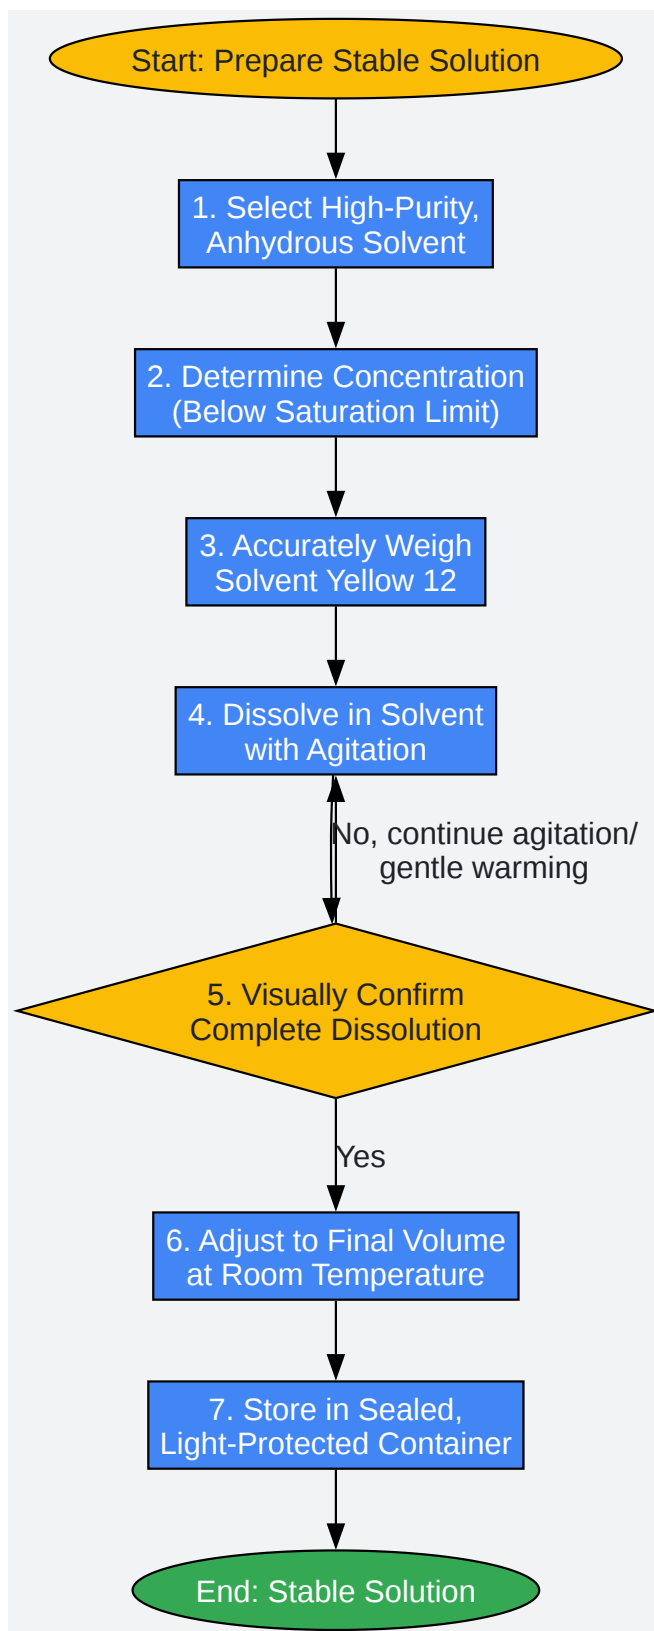 Start: Prepare Stable Solution
1. Select High-Purity,
Anhydrous Solvent
2. Determine Concentration
(Below Saturation Limit)
3. Accurately Weigh
Solvent Yellow 12
4. Dissolve in Solvent
with Agitation
No, continue agitation/
gentle warming
5. Visually Confirm
Complete Dissolution
Yes
6. Adjust to Final Volume
at Room Temperature
7. Store in Sealed,
Light-Protected Container
End: Stable Solution